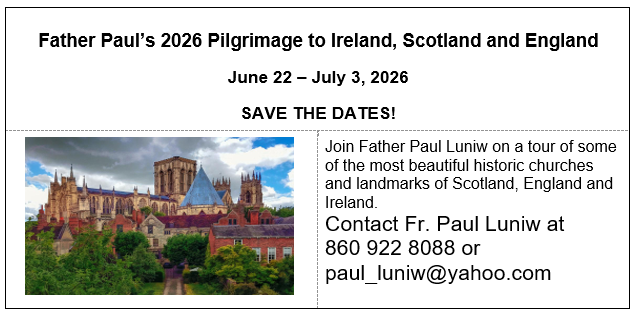 Father Paul’s 2026 Pilgrimage to Ireland, Scotland and England
June 22 – July 3, 2026
SAVE THE DATES!
Join Father Paul Luniw on a tour of some
of the most beautiful historic churches
and landmarks of Scotland, England and
Ireland.
Contact Fr. Paul Luniw at
860 922 8088 or
paul_luniw@yahoo.com